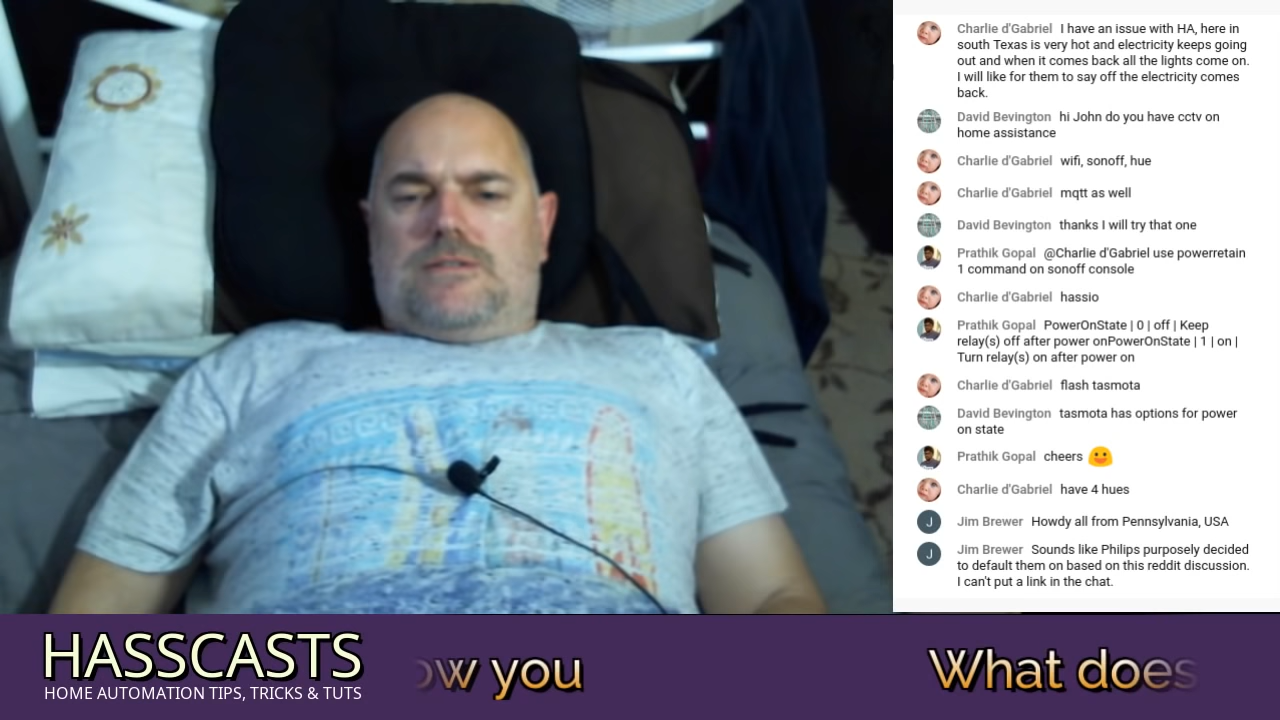 Charlie d'Gabriel I have an issue with HA, here in
south Texas is very hot and electricity keeps going
out and when it comes back all the lights come on.
I will like for them to say off the electricity comes
back.
David Bevington hi John do you have cctv on
home assistance
Charlie d'Gabriel wifi, sonoff, hue
Charlie d'Gabriel mqtt as well
David Bevington thanks I will try that one
Prathik Gopal @Charlie d'Gabriel use powerretain
1 command on sonoff console
Charlie d'Gabriel hassio
Prathik Gopal PowerOnState | 0 | off | Keep
relay(s) off after power onPowerOnState | 1 | on |
Turn relay(s) on after power on
Charlie d'Gabriel flash tasmota
David Bevington tasmota has options for power
on state
Prathik Gopal cheers
Charlie d'Gabriel have 4 hues
J Jim Brewer Howdy all from Pennsylvania, USA
J Jim Brewer Sounds like Philips purposely decided
to default them on based on this reddit discussion.
I can't put a link in the chat.
HASSCASTS
HOME AUTOMATION TIPS, TRICKS & TUTS
ow you What does